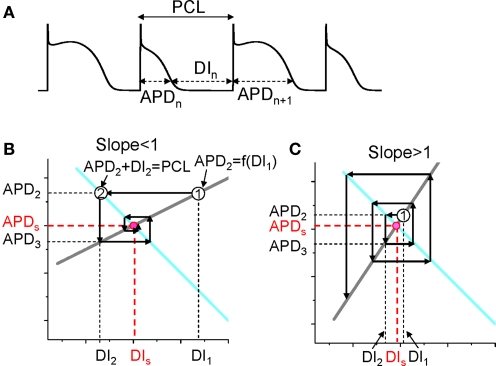 A
PCL
DIn
APDn
APDn+1
B
Slope<1
APD2+DI2=PCL
APD2=f(DI1)
2
1
APD2
APDs
APD3
DI2
DIs
DI1
C
Slope>1
1
APD2
APDs
APD3
DI2
DIs
DI1